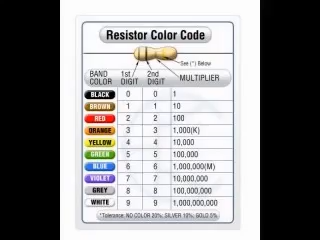 Resistor Color Code
See (*) Below
BAND COLOR 1st DIGIT 2nd DIGIT MULTIPLIER
BLACK 0 0 1
BROWN 1 1 10
RED 2 2 100
ORANGE 3 3 1,000(K)
YELLOW 4 4 10,000
GREEN 5 5 100,000
BLUE 6 6 1,000,000(M)
VIOLET 7 7 10,000,000
GREY 8 8 100,000,000
WHITE 9 9 1,000,000,000
*Tolerance: NO COLOR 20%; SILVER 10%; GOLD 5%